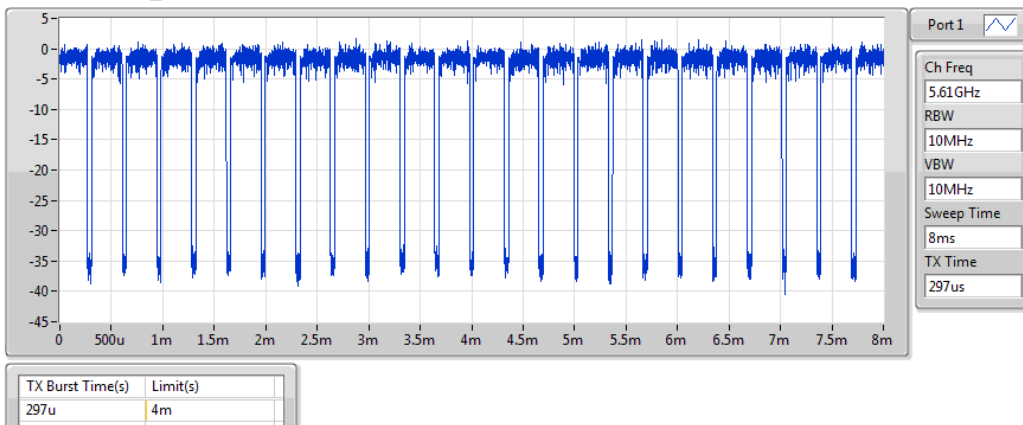 5
0
-5
-10
-15
-20
-25
-30
-35
-40
-45
0 500u 1m 1.5m 2m 2.5m 3m 3.5m 4m 4.5m 5m 5.5m 6m 6.5m 7m 7.5m 8m
Port 1
Ch Freq
5.61GHz
RBW
10MHz
VBW
10MHz
Sweep Time
8ms
TX Time
297us
TX Burst Time(s) Limit(s)
297u 4m